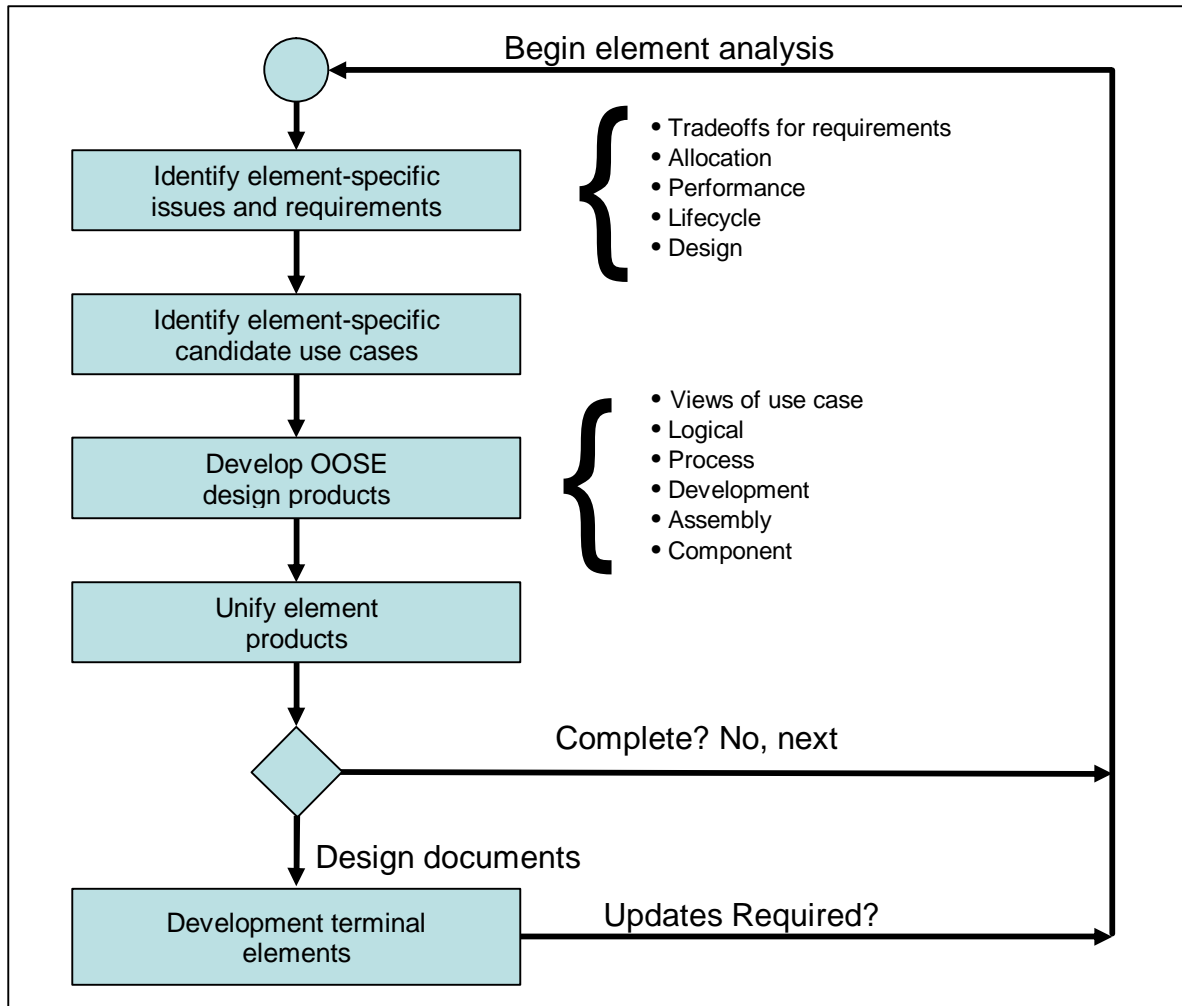 Begin element analysis
• Tradeoffs for requirements
• Allocation
• Performance
• Lifecycle
• Design
Identify element-specific
issues and requirements
Identify element-specific
candidate use cases
• Views of use case
• Logical
• Process
• Development
• Assembly
• Component
Develop OOSE
design products
Unify element
products
Complete? No, next
Design documents
Development terminal
elements
Updates Required?